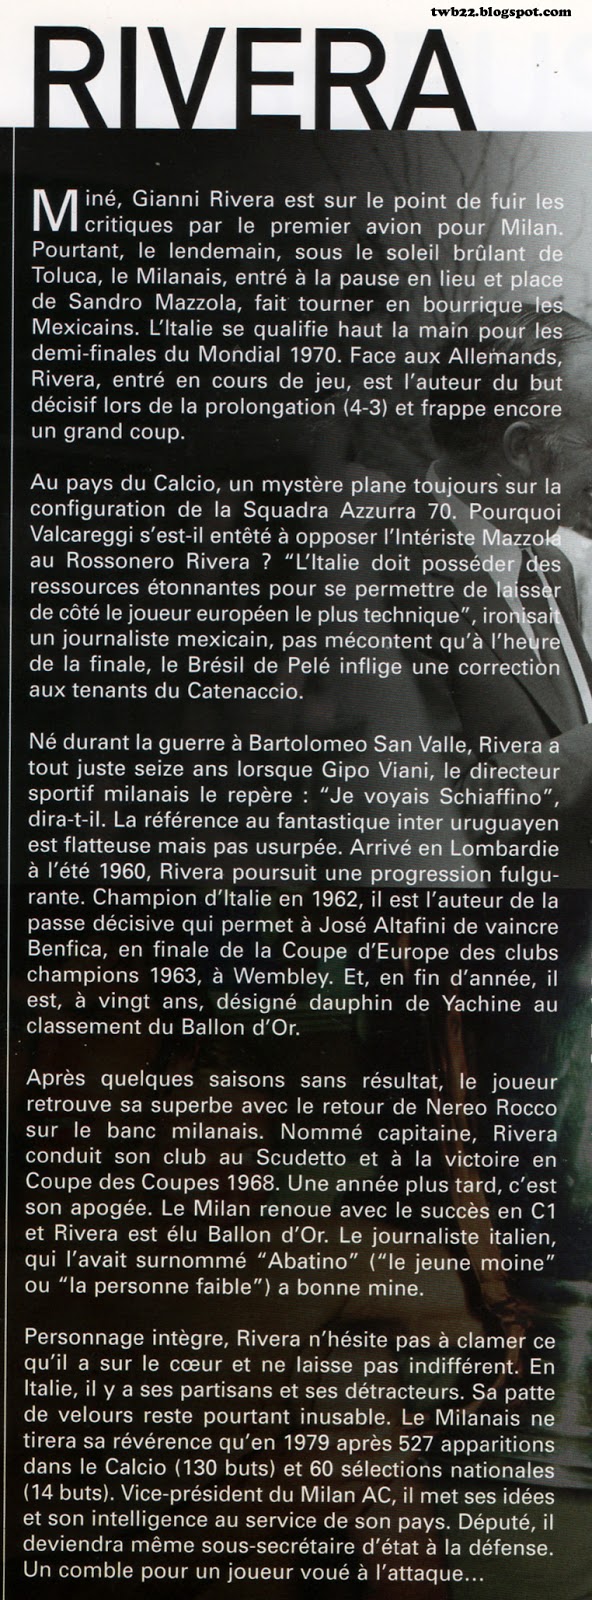 twb22.blogspot.com
RIVERA
Miné, Gianni Rivera est sur le point de fuir les
critiques par le premier avion pour Milan.
Pourtant, le lendemain, sous le soleil brûlant de
Toluca, le Milanais, entré à la pause en lieu et place
de Sandro Mazzola, fait tourner en bourrique les
Mexicains. L'Italie se qualifie haut la main pour les
demi-finales du Mondial 1970. Face aux Allemands,
Rivera, entré en cours de jeu, est l'auteur du but
décisif lors de la prolongation (4-3) et frappe encore
un grand coup.
Au pays du Calcio, un mystère plane toujours sur la
configuration de la Squadra Azzurra 70. Pourquoi
Valcareggi s'est-il entêté à opposer l'Intériste Mazzola
au Rossonero Rivera ? "L'Italie doit posséder des
ressources étonnantes pour se permettre de laisser
de côté le joueur européen le plus technique", ironisait
un journaliste mexicain, pas mécontent qu'à l'heure
de la finale, le Brésil de Pelé inflige une correction
aux tenants du Catenaccio.
Né durant la guerre à Bartolomeo San Valle, Rivera a
tout juste seize ans lorsque Gipo Viani, le directeur
sportif milanais le repère : "Je voyais Schiaffino",
dira-t-il. La référence au fantastique inter uruguayen
est flatteuse mais pas usurpée. Arrivé en Lombardie
à l'été 1960, Rivera poursuit une progression fulgu-
rante. Champion d'Italie en 1962, il est l'auteur de la
passe décisive qui permet à José Altafini de vaincre
Benfica, en finale de la Coupe d'Europe des clubs
champions 1963, à Wembley. Et, en fin d'année, il
est, à vingt ans, désigné dauphin de Yachine au
classement du Ballon d'Or.
Après quelques saisons sans résultat, le joueur
retrouve sa superbe avec le retour de Nereo Rocco
sur le banc milanais. Nommé capitaine, Rivera
conduit son club au Scudetto et à la victoire en
Coupe des Coupes 1968. Une année plus tard, c'est
son apogée. Le Milan renoue avec le succès en C1
et Rivera est élu Ballon d'Or. Le journaliste italien,
qui l'avait surnommé "Abatino" ("le jeune moine"
ou "la personne faible") a bonne mine.
Personnage intègre, Rivera n'hésite pas à clamer ce
qu'il a sur le cœur et ne laisse pas indifférent. En
Italie, il y a ses partisans et ses détracteurs. Sa patte
de velours reste pourtant inusable. Le Milanais ne
tirera sa révérence qu'en 1979 après 527 apparitions
dans le Calcio (130 buts) et 60 sélections nationales
(14 buts). Vice-président du Milan AC, il met ses idées
et son intelligence au service de son pays. Député, il
deviendra même sous-secrétaire d'état à la défense.
Un comble pour un joueur voué à l'attaque...